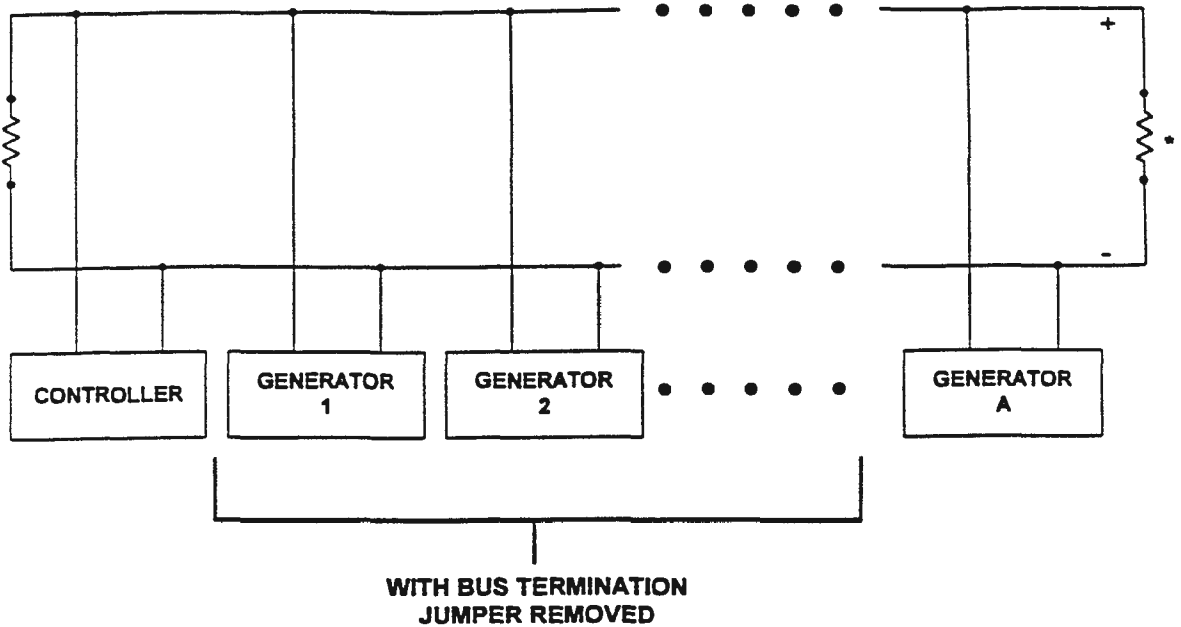 +
*
-
CONTROLLER
GENERATOR
1
GENERATOR
2
GENERATOR
A
WITH BUS TERMINATION
JUMPER REMOVED